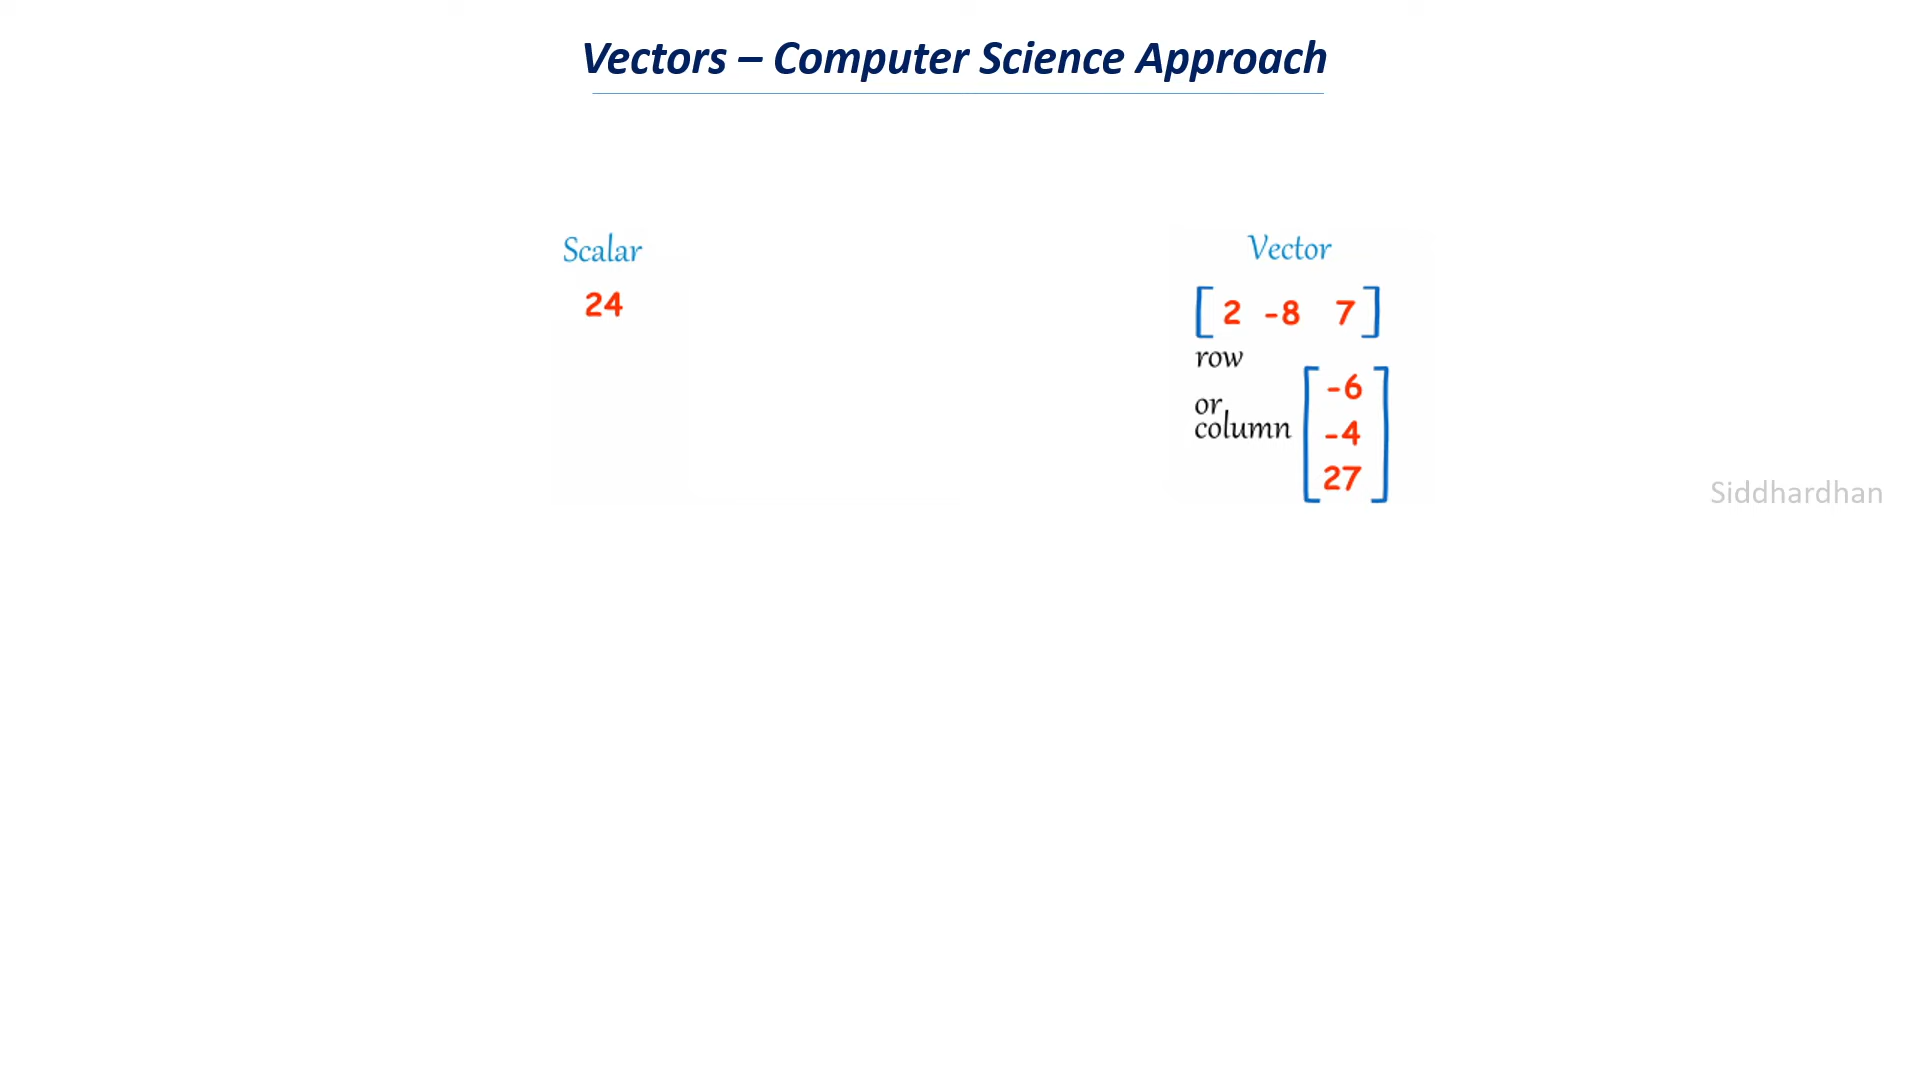 Vectors – Computer Science Approach
Scalar
24
Vector
[ 2 -8 7 ]
row
or
column
-6
-4
27
Siddhardhan